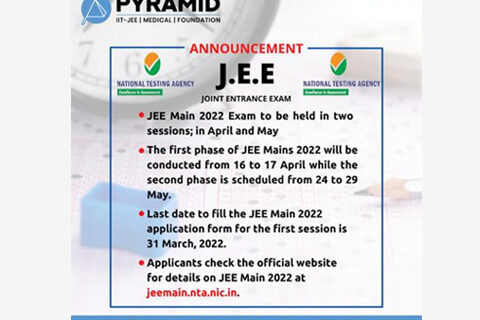 PYRAMID
IIT-JEE | MEDICAL | FOUNDATION
ANNOUNCEMENT
J.E.E
NATIONAL TESTING AGENCY
Excellence in Assessment
NATIONAL TESTING AGENCY
Excellence in Assessment
JOINT ENTRANCE EXAM
• JEE Main 2022 Exam to be held in two
sessions; in April and May
• The first phase of JEE Mains 2022 will be
conducted from 16 to 17 April while the
second phase is scheduled from 24 to 29
May.
• Last date to fill the JEE Main 2022
application form for the first session is
31 March, 2022.
• Applicants check the official website
for details on JEE Main 2022 at
jeemain.nta.nic.in.